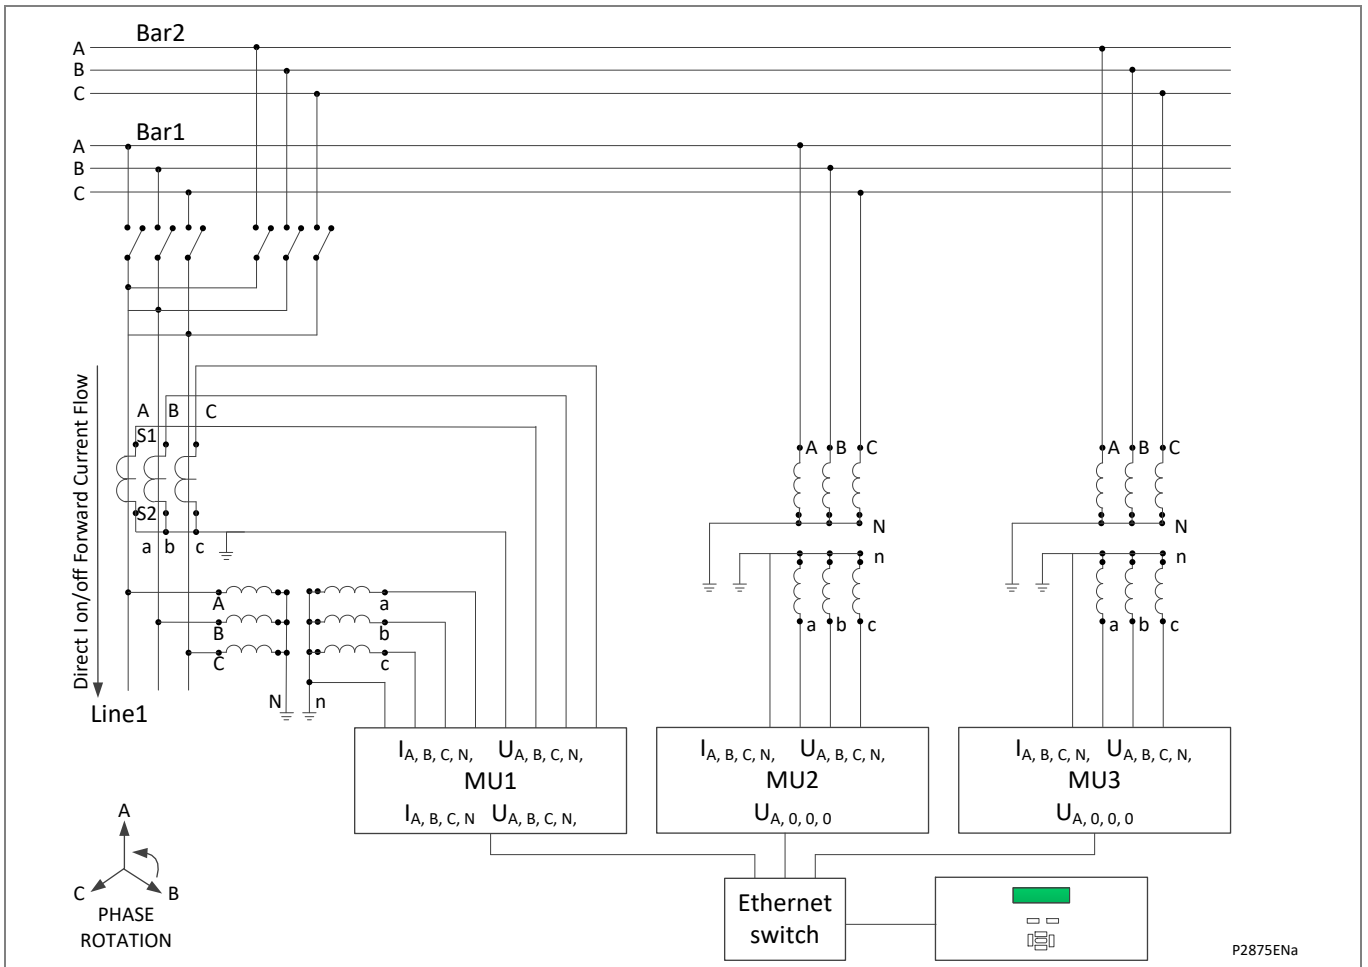 Bar2
A
B
C
Bar1
A
B
C
Direct I on/off Forward Current Flow
A B C
S1
S2
a b c
A a
B b
C c
N n
Line1
A B C
N
n
a b c
A B C
N
n
a b c
IA, B, C, N, UA, B, C, N,
MU1
IA, B, C, N UA, B, C, N,
IA, B, C, N, UA, B, C, N,
MU2
UA, 0, 0, 0
IA, B, C, N, UA, B, C, N,
MU3
UA, 0, 0, 0
A
C B
PHASE
ROTATION
Ethernet
switch
P2875ENa